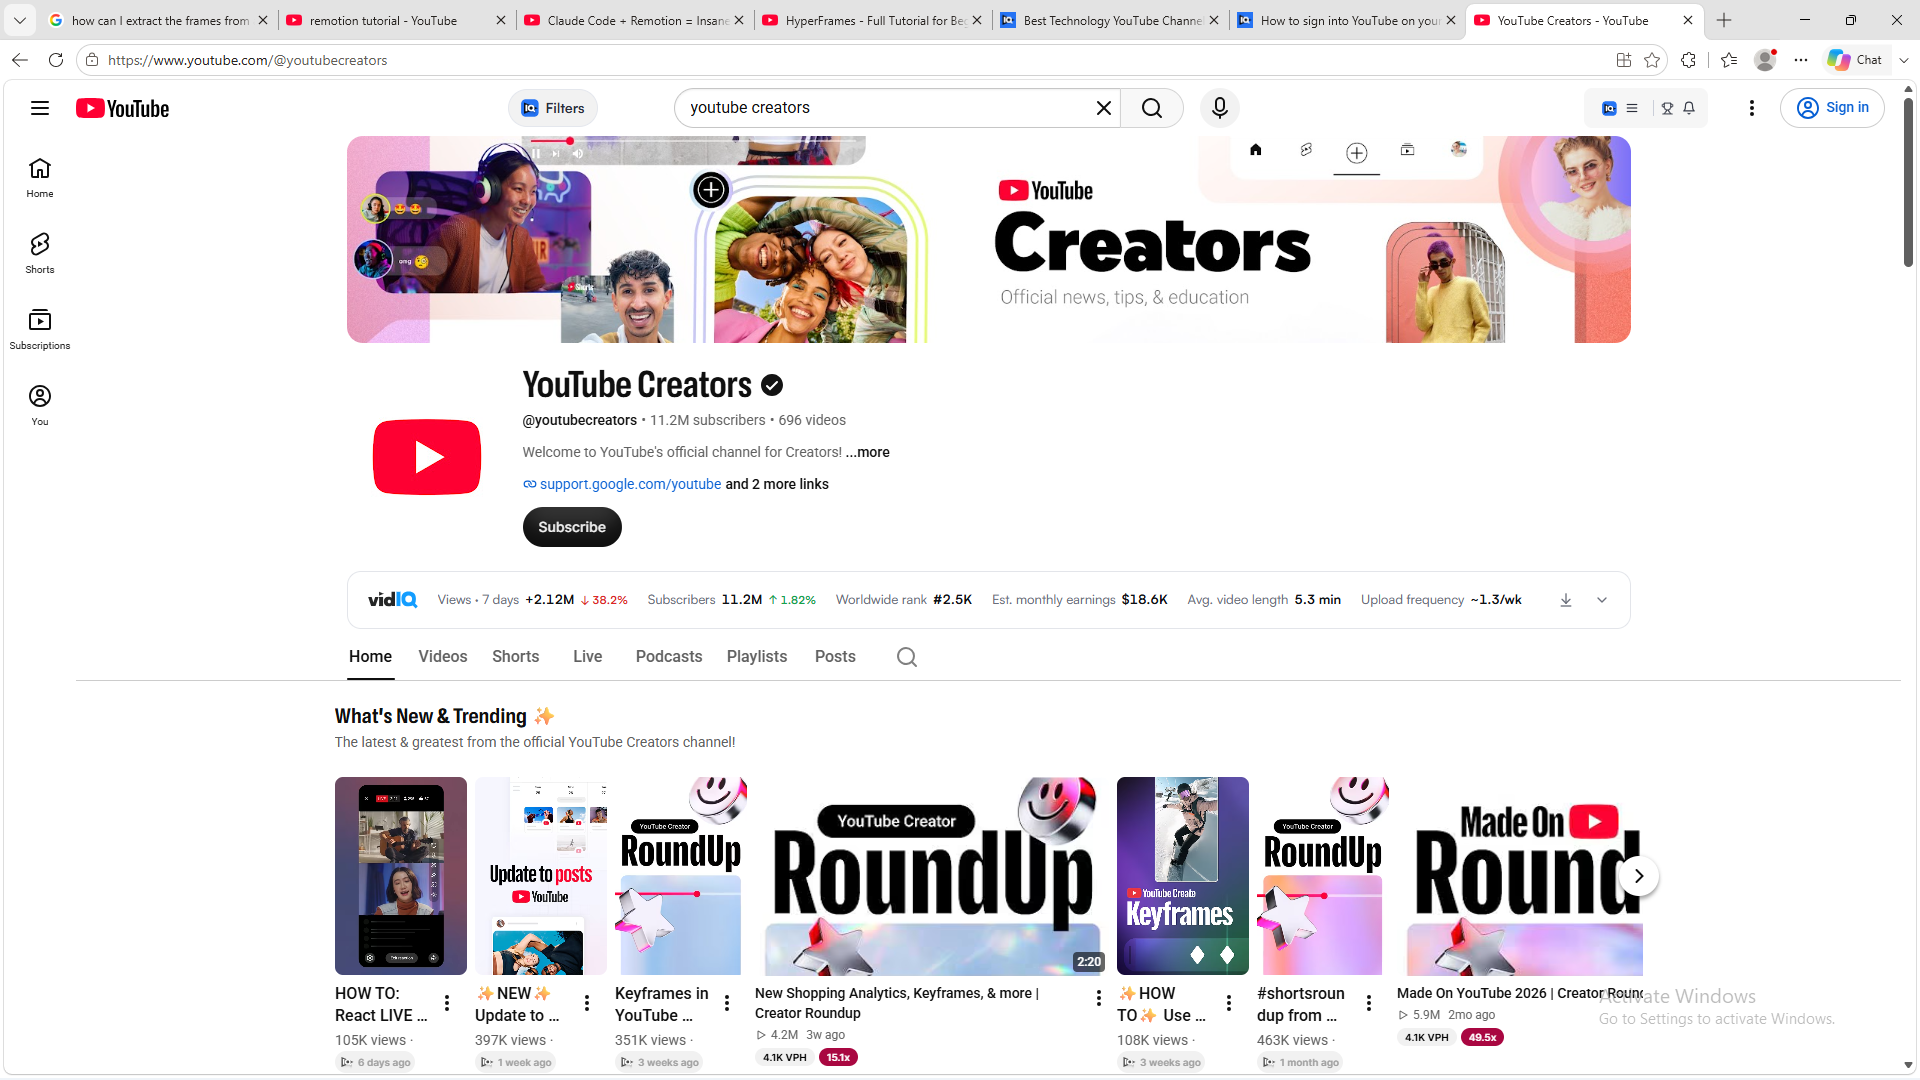 how can I extract the frames from
remotion tutorial - YouTube
Claude Code + Remotion = Insane
HyperFrames - Full Tutorial for Be
Best Technology YouTube Channel
How to sign into YouTube on your
YouTube Creators - YouTube
https://www.youtube.com/@youtubecreators
Chat
YouTube
Filters
youtube creators
Sign in
Home
Shorts
Subscriptions
You
omg
Shorts
YouTube
Creators
Official news, tips, & education
YouTube Creators
@youtubecreators • 11.2M subscribers • 696 videos
Welcome to YouTube's official channel for Creators! ...more
support.google.com/youtube and 2 more links
Subscribe
vidIQ Views • 7 days +2.12M ↓ 38.2% Subscribers 11.2M ↑ 1.82% Worldwide rank #2.5K Est. monthly earnings $18.6K Avg. video length 5.3 min Upload frequency ~1.3/wk
Home Videos Shorts Live Podcasts Playlists Posts
What's New & Trending ✨
The latest & greatest from the official YouTube Creators channel!
Update to posts
YouTube
YouTube Creator
RoundUp
YouTube Creator
RoundUp
2:20
YouTube Create
Keyframes
YouTube Creator
RoundUp
Made On
Round
HOW TO:
React LIVE ...
105K views ·
6 days ago
✨NEW✨
Update to ...
397K views ·
1 week ago
Keyframes in
YouTube ...
351K views ·
3 weeks ago
New Shopping Analytics, Keyframes, & more |
Creator Roundup
4.2M 3w ago
4.1K VPH 15.1x
✨HOW
TO✨ Use ...
108K views ·
3 weeks ago
#shortsroun
dup from ...
463K views ·
1 month ago
Made On YouTube 2026 | Creator Round
5.9M 2mo ago
4.1K VPH 49.5x
Activate Windows
Go to Settings to activate Windows.